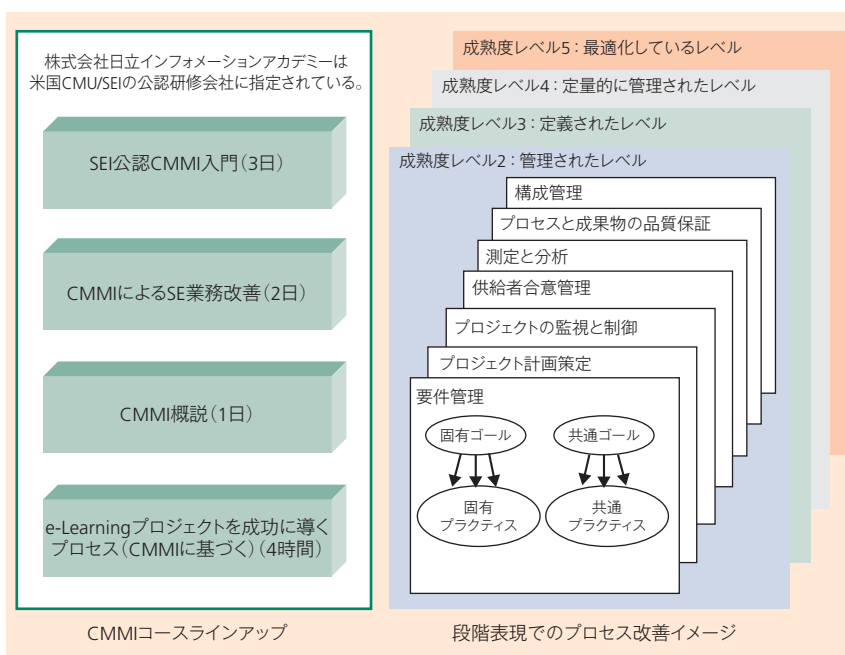 株式会社日立インフォメーションアカデミーは
米国CMU/SEIの公認研修会社に指定されている。
SEI公認CMMI入門(3日)
CMMIによるSE業務改善(2日)
CMMI概説(1日)
e-Learningプロジェクトを成功に導く
プロセス(CMMIに基づく)(4時間)
CMMIコースラインアップ
成熟度レベル5:最適化しているレベル
成熟度レベル4:定量的に管理されたレベル
成熟度レベル3:定義されたレベル
成熟度レベル2:管理されたレベル
構成管理
プロセスと成果物の品質保証
測定と分析
供給者合意管理
プロジェクトの監視と制御
プロジェクト計画策定
要件管理
固有ゴール
共通ゴール
固有
プラクティス
共通
プラクティス
段階表現でのプロセス改善イメージ